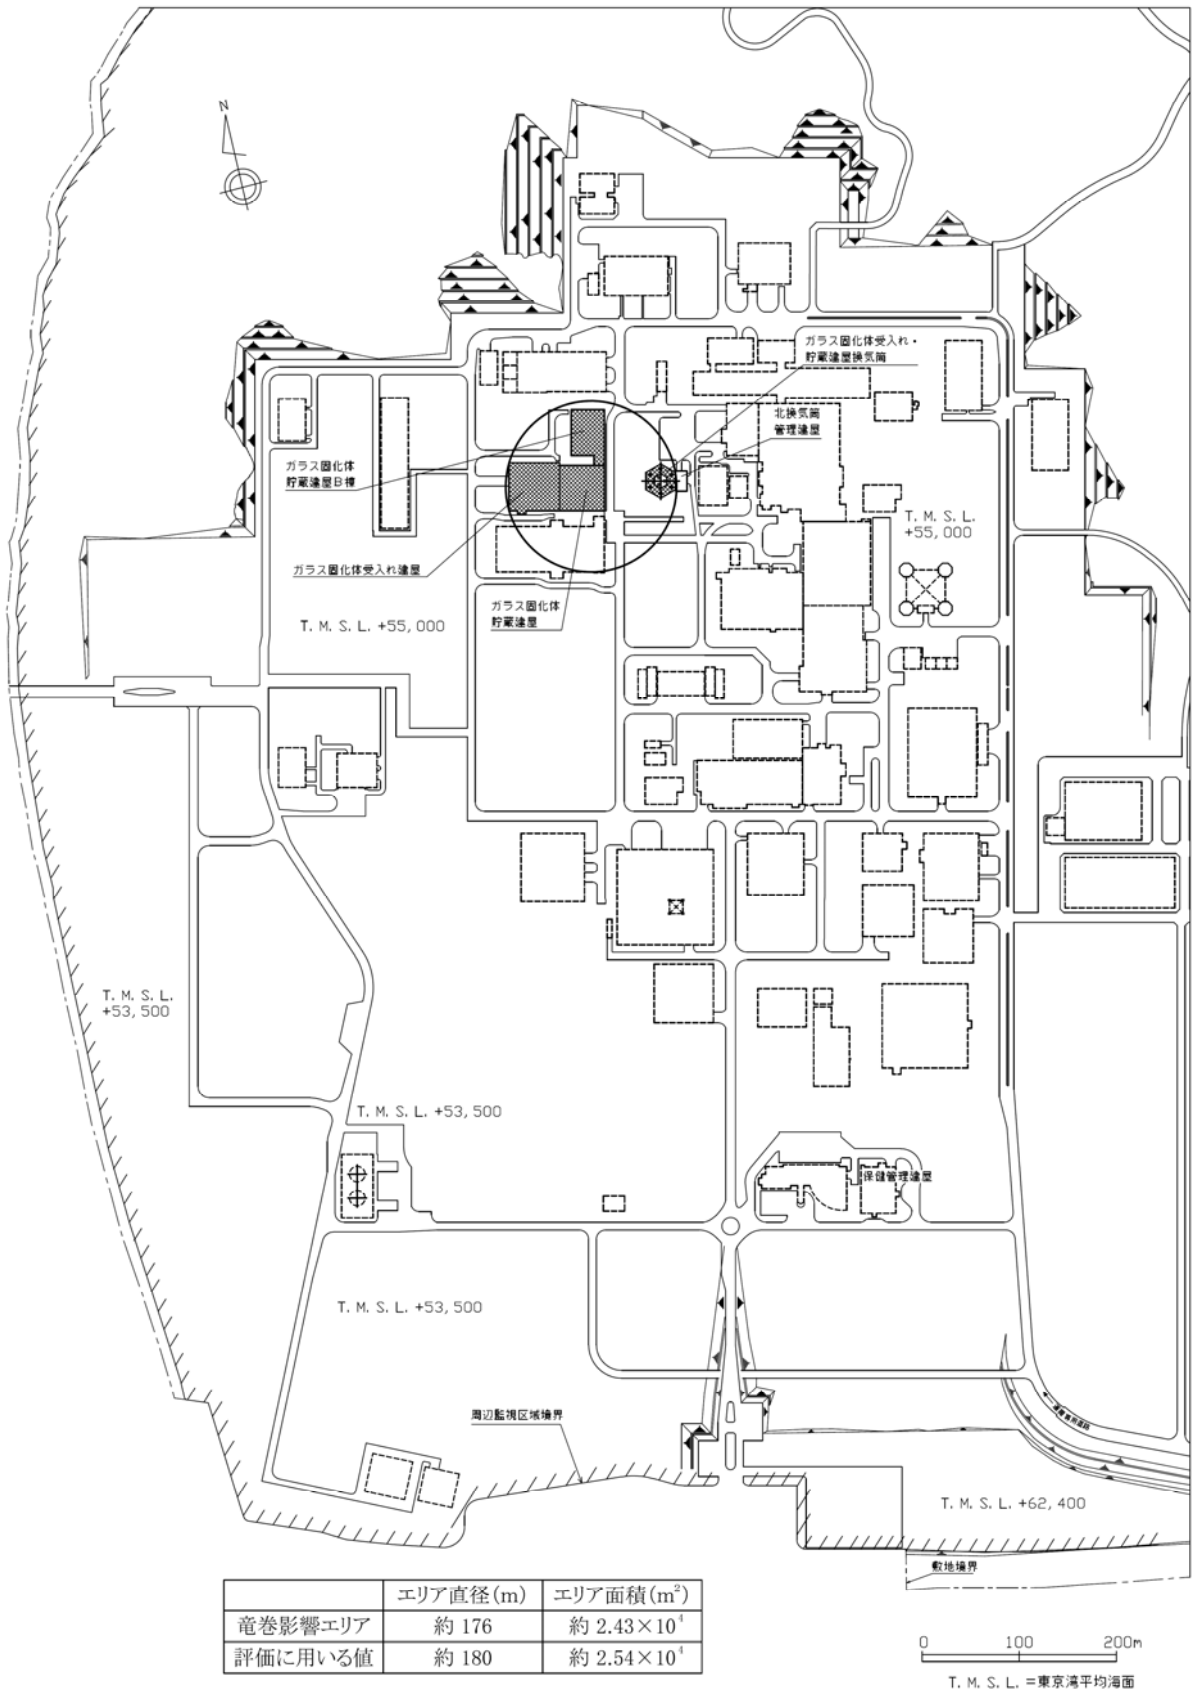 N
ガラス固化体受入れ・
貯蔵建屋換気筒
北換気筒
管理建屋
ガラス固化体
貯蔵建屋B棟
T. M. S. L.
+55, 000
ガラス固化体受入れ建屋
ガラス固化体
貯蔵建屋
T. M. S. L. +55, 000
T. M. S. L.
+53, 500
T. M. S. L. +53, 500
保健管理建屋
T. M. S. L. +53, 500
周辺監視区域境界
T. M. S. L. +62, 400
敷地境界
エリア直径(m) エリア面積(m²)
竜巻影響エリア 約 176 約 2.43×10⁴
評価に用いる値 約 180 約 2.54×10⁴
0 100 200m
T. M. S. L. =東京湾平均海面